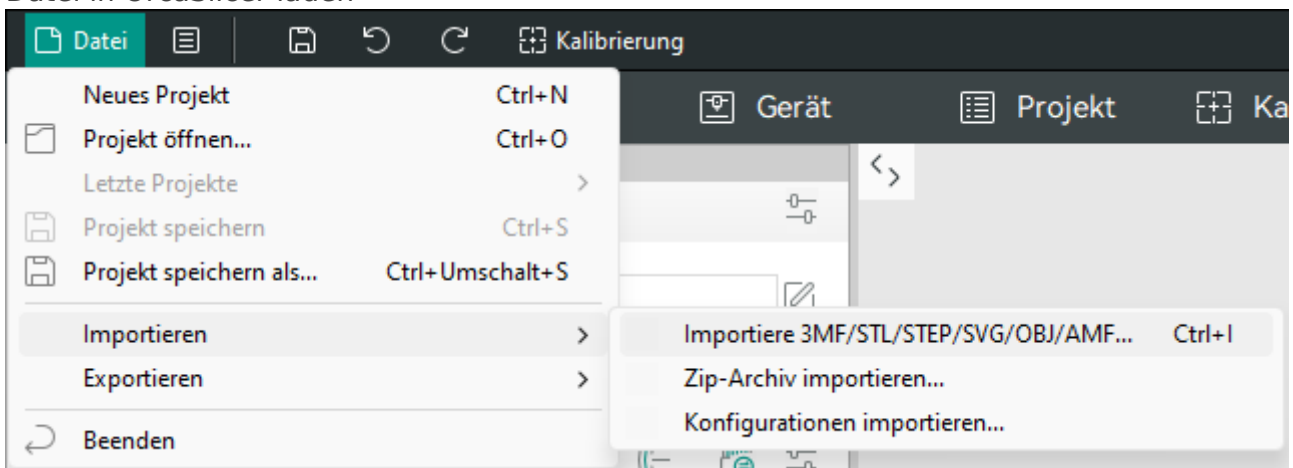 Datei Kalibrierung
Neues Projekt Ctrl+N
Gerät Projekt Ka
Projekt öffnen... Ctrl+O
Letzte Projekte
Projekt speichern Ctrl+S
Projekt speichern als... Ctrl+Umschalt+S
Importieren
Importiere 3MF/STL/STEP/SVG/OBJ/AMF... Ctrl+I
Exportieren
Zip-Archiv importieren...
Konfigurationen importieren...
Beenden